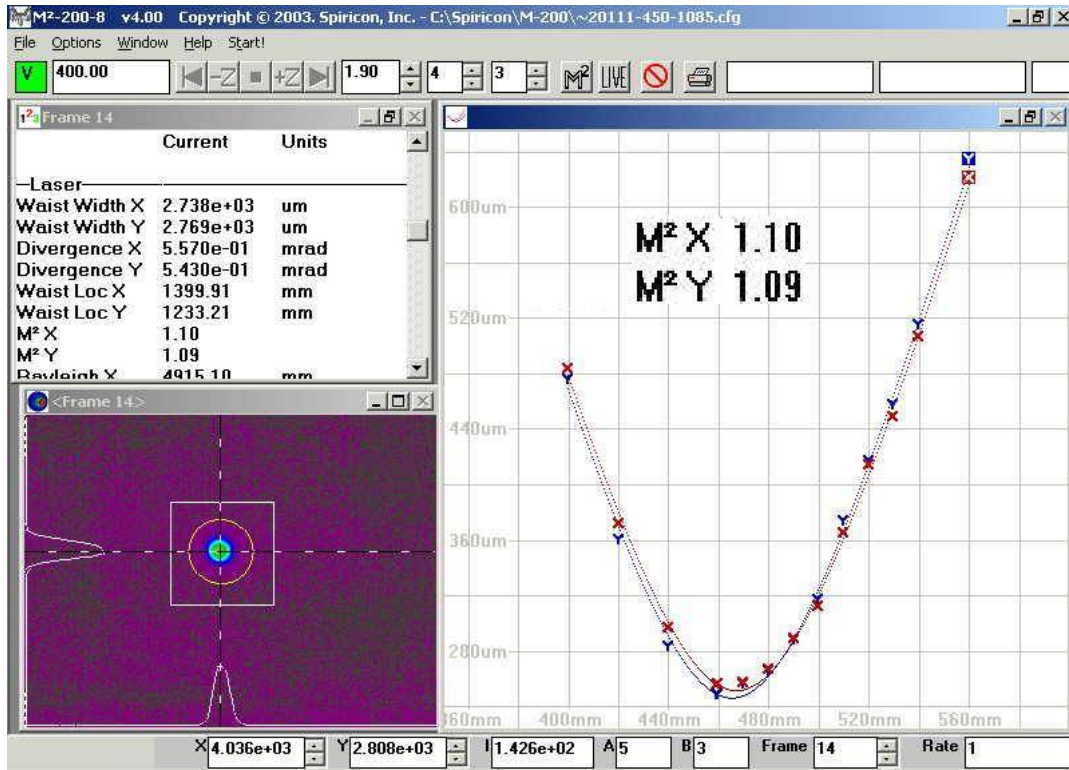 M²-200-8 v4.00 Copyright © 2003. Spiricon, Inc. - C:\Spiricon\M-200\~20111-450-1085.cfg
File Options Window Help Start!
V 400.00 -Z +Z 1.90 4 3 M² LIVE
123 Frame 14
Current Units
Laser
Waist Width X 2.738e+03 um
Waist Width Y 2.769e+03 um
Divergence X 5.570e-01 mrad
Divergence Y 5.430e-01 mrad
Waist Loc X 1399.91 mm
Waist Loc Y 1233.21 mm
M² X 1.10
M² Y 1.09
Rayleigh X 4915.10 mm
<Frame 14>
M² X 1.10
M² Y 1.09
600um
520um
440um
360um
280um
360mm 400mm 440mm 480mm 520mm 560mm
X 4.036e+03 Y 2.808e+03 I 1.426e+02 A 5 B 3 Frame 14 Rate 1